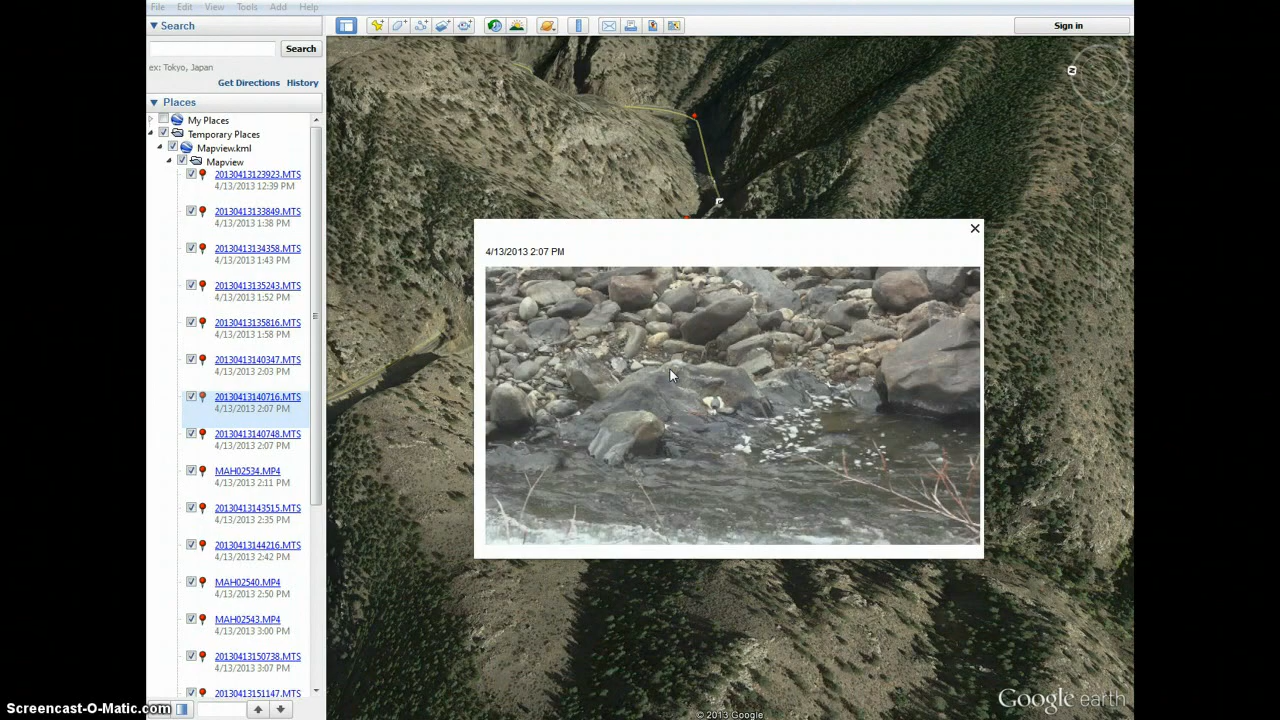 File Edit View Tools Add Help
Search
Search
ex: Tokyo, Japan
Get Directions History
Places
My Places
Temporary Places
Mapview.kml
Mapview
20130413123923.MTS
4/13/2013 12:39 PM
20130413133849.MTS
4/13/2013 1:38 PM
20130413134358.MTS
4/13/2013 1:43 PM
20130413135243.MTS
4/13/2013 1:52 PM
20130413135816.MTS
4/13/2013 1:58 PM
20130413140347.MTS
4/13/2013 2:03 PM
20130413140716.MTS
4/13/2013 2:07 PM
20130413140748.MTS
4/13/2013 2:07 PM
MAH02534.MP4
4/13/2013 2:11 PM
20130413143515.MTS
4/13/2013 2:35 PM
20130413144216.MTS
4/13/2013 2:42 PM
MAH02540.MP4
4/13/2013 2:50 PM
MAH02543.MP4
4/13/2013 3:00 PM
20130413150738.MTS
4/13/2013 3:07 PM
20130413151147.MTS
Sign in
4/13/2013 2:07 PM
Google earth
© 2013 Google
Screencast-O-Matic.com